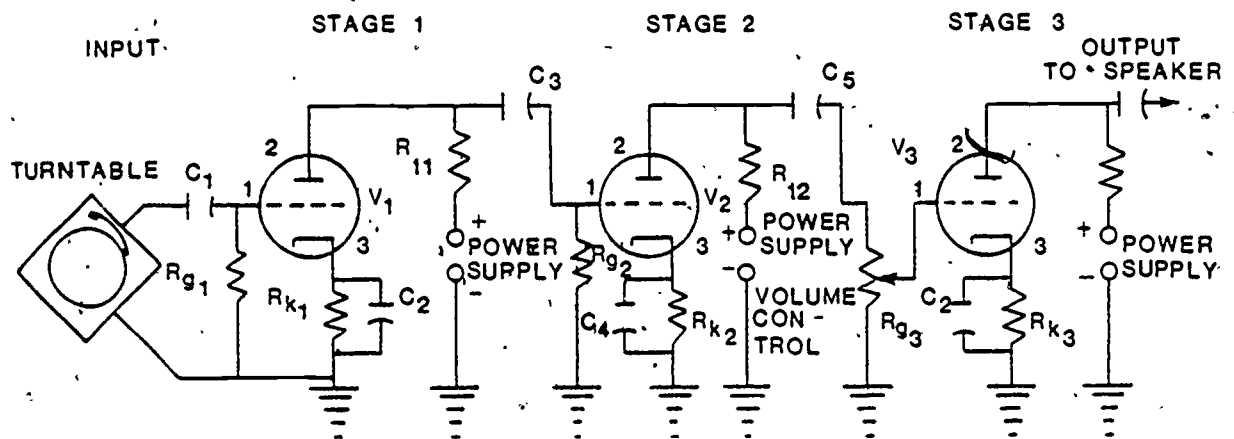 STAGE 1
STAGE 2
STAGE 3
INPUT
OUTPUT
TO SPEAKER
TURNTABLE
C1
C3
C5
2
R11
1
V1
3
+
POWER
SUPPLY
-
Rg1
Rk1
C2
2
1
V2
3
R12
Rg2
C4
Rk2
+
POWER
SUPPLY
-
VOLUME
CON-
TROL
Rg3
V3
2
1
3
C2
Rk3
+
POWER
SUPPLY
-